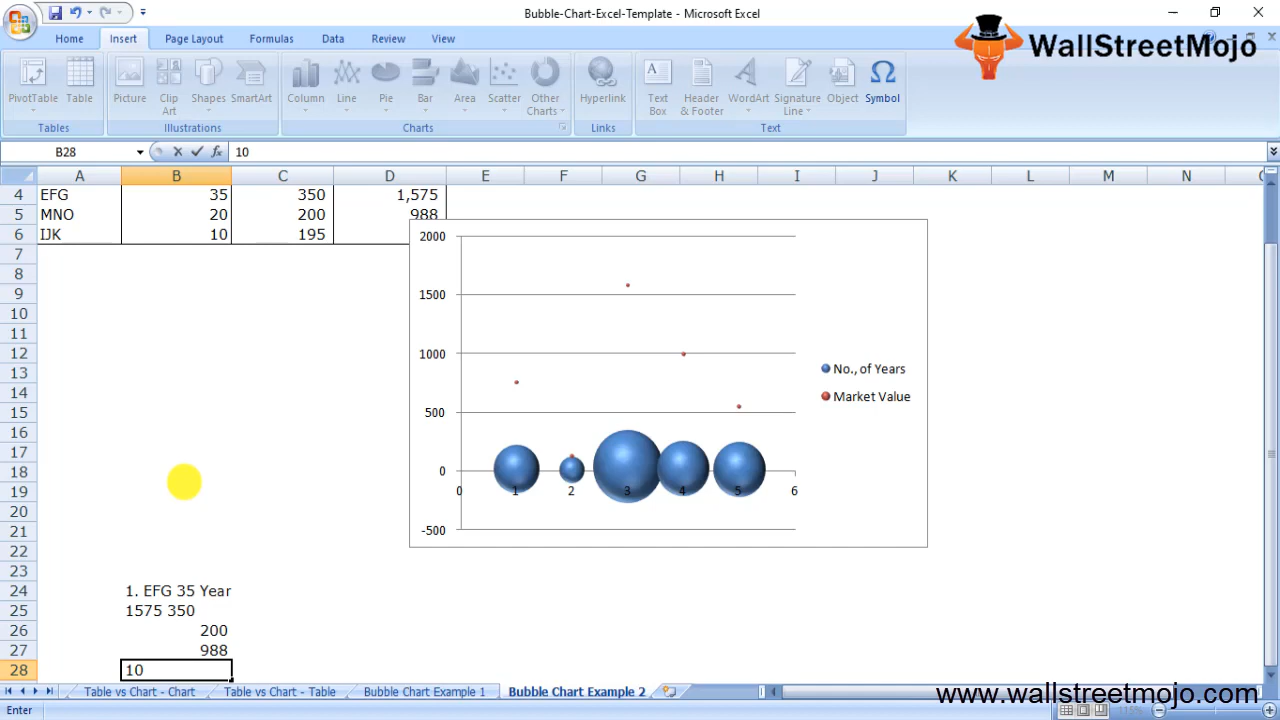 Bubble-Chart-Excel-Template - Microsoft Excel
WallStreetMojo
Home Insert Page Layout Formulas Data Review View
PivotTable Table Picture Clip Art Shapes SmartArt Column Line Pie Bar Area Scatter Other Charts Hyperlink Text Box Header & Footer WordArt Signature Line Object Symbol
Tables Illustrations Charts Links Text
B28 fx 10
A B C D E F G H I J K L M N
4 EFG 35 350 1,575
5 MNO 20 200 988
6 IJK 10 195
7
8
9
10
11
12
13
14
15
16
17
18
19
20
21
22
23
24 1. EFG 35 Year
25 1575 350
26 200
27 988
28 10
2000
1500
1000
500
0
-500
0 1 2 3 4 5 6
No., of Years
Market Value
Table vs Chart - Chart Table vs Chart - Table Bubble Chart Example 1 Bubble Chart Example 2
www.wallstreetmojo.com
Enter